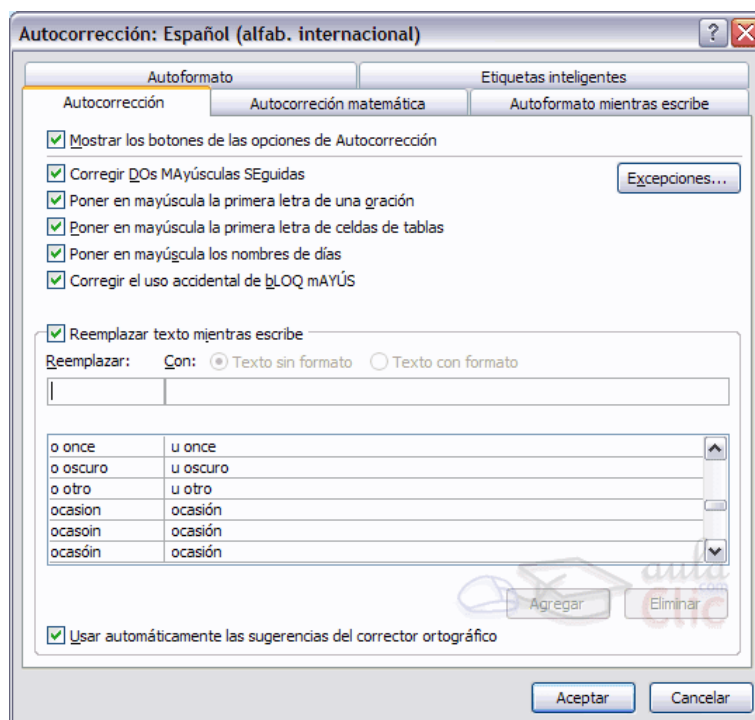 Autocorrección: Español (alfab. internacional)
Autoformato
Etiquetas inteligentes
Autocorrección
Autocorreción matemática
Autoformato mientras escribe
Mostrar los botones de las opciones de Autocorrección
Corregir DOs MAyúsculas SEguidas
Excepciones...
Poner en mayúscula la primera letra de una oración
Poner en mayúscula la primera letra de celdas de tablas
Poner en mayúscula los nombres de días
Corregir el uso accidental de bLOQ mAYÚS
Reemplazar texto mientras escribe
Reemplazar: Con: Texto sin formato Texto con formato
o once u once
o oscuro u oscuro
o otro u otro
ocasion ocasión
ocasoin ocasión
ocasóin ocasión
aula
.com
Clic
Agregar Eliminar
Usar automáticamente las sugerencias del corrector ortográfico
Aceptar Cancelar